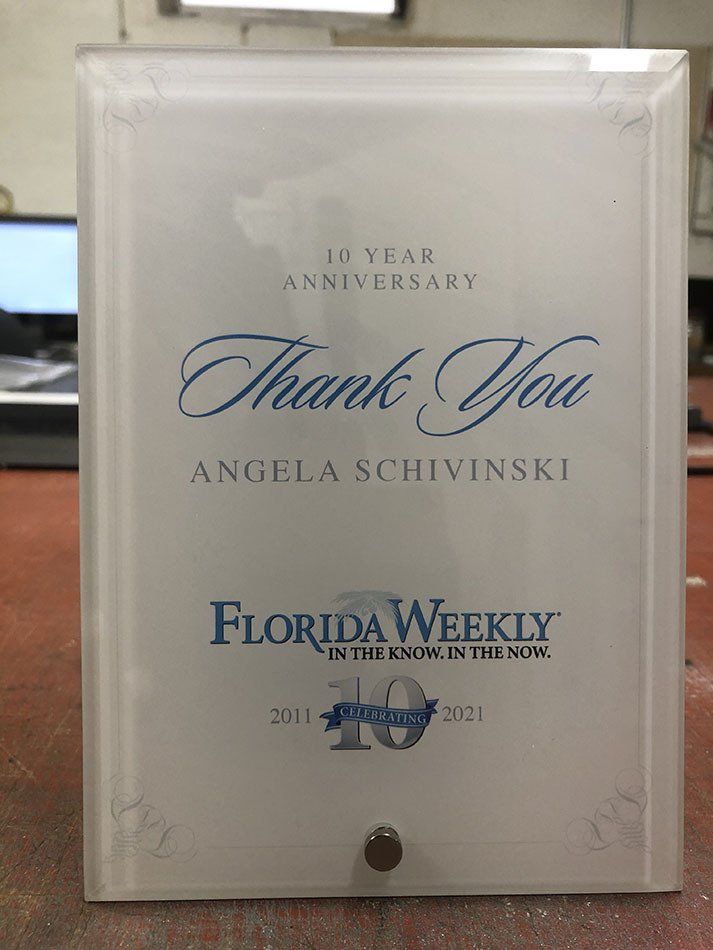 10 YEAR
ANNIVERSARY
Thank You
ANGELA SCHIVINSKI
FLORIDA WEEKLY®
IN THE KNOW. IN THE NOW.
2011 10 CELEBRATING 2021